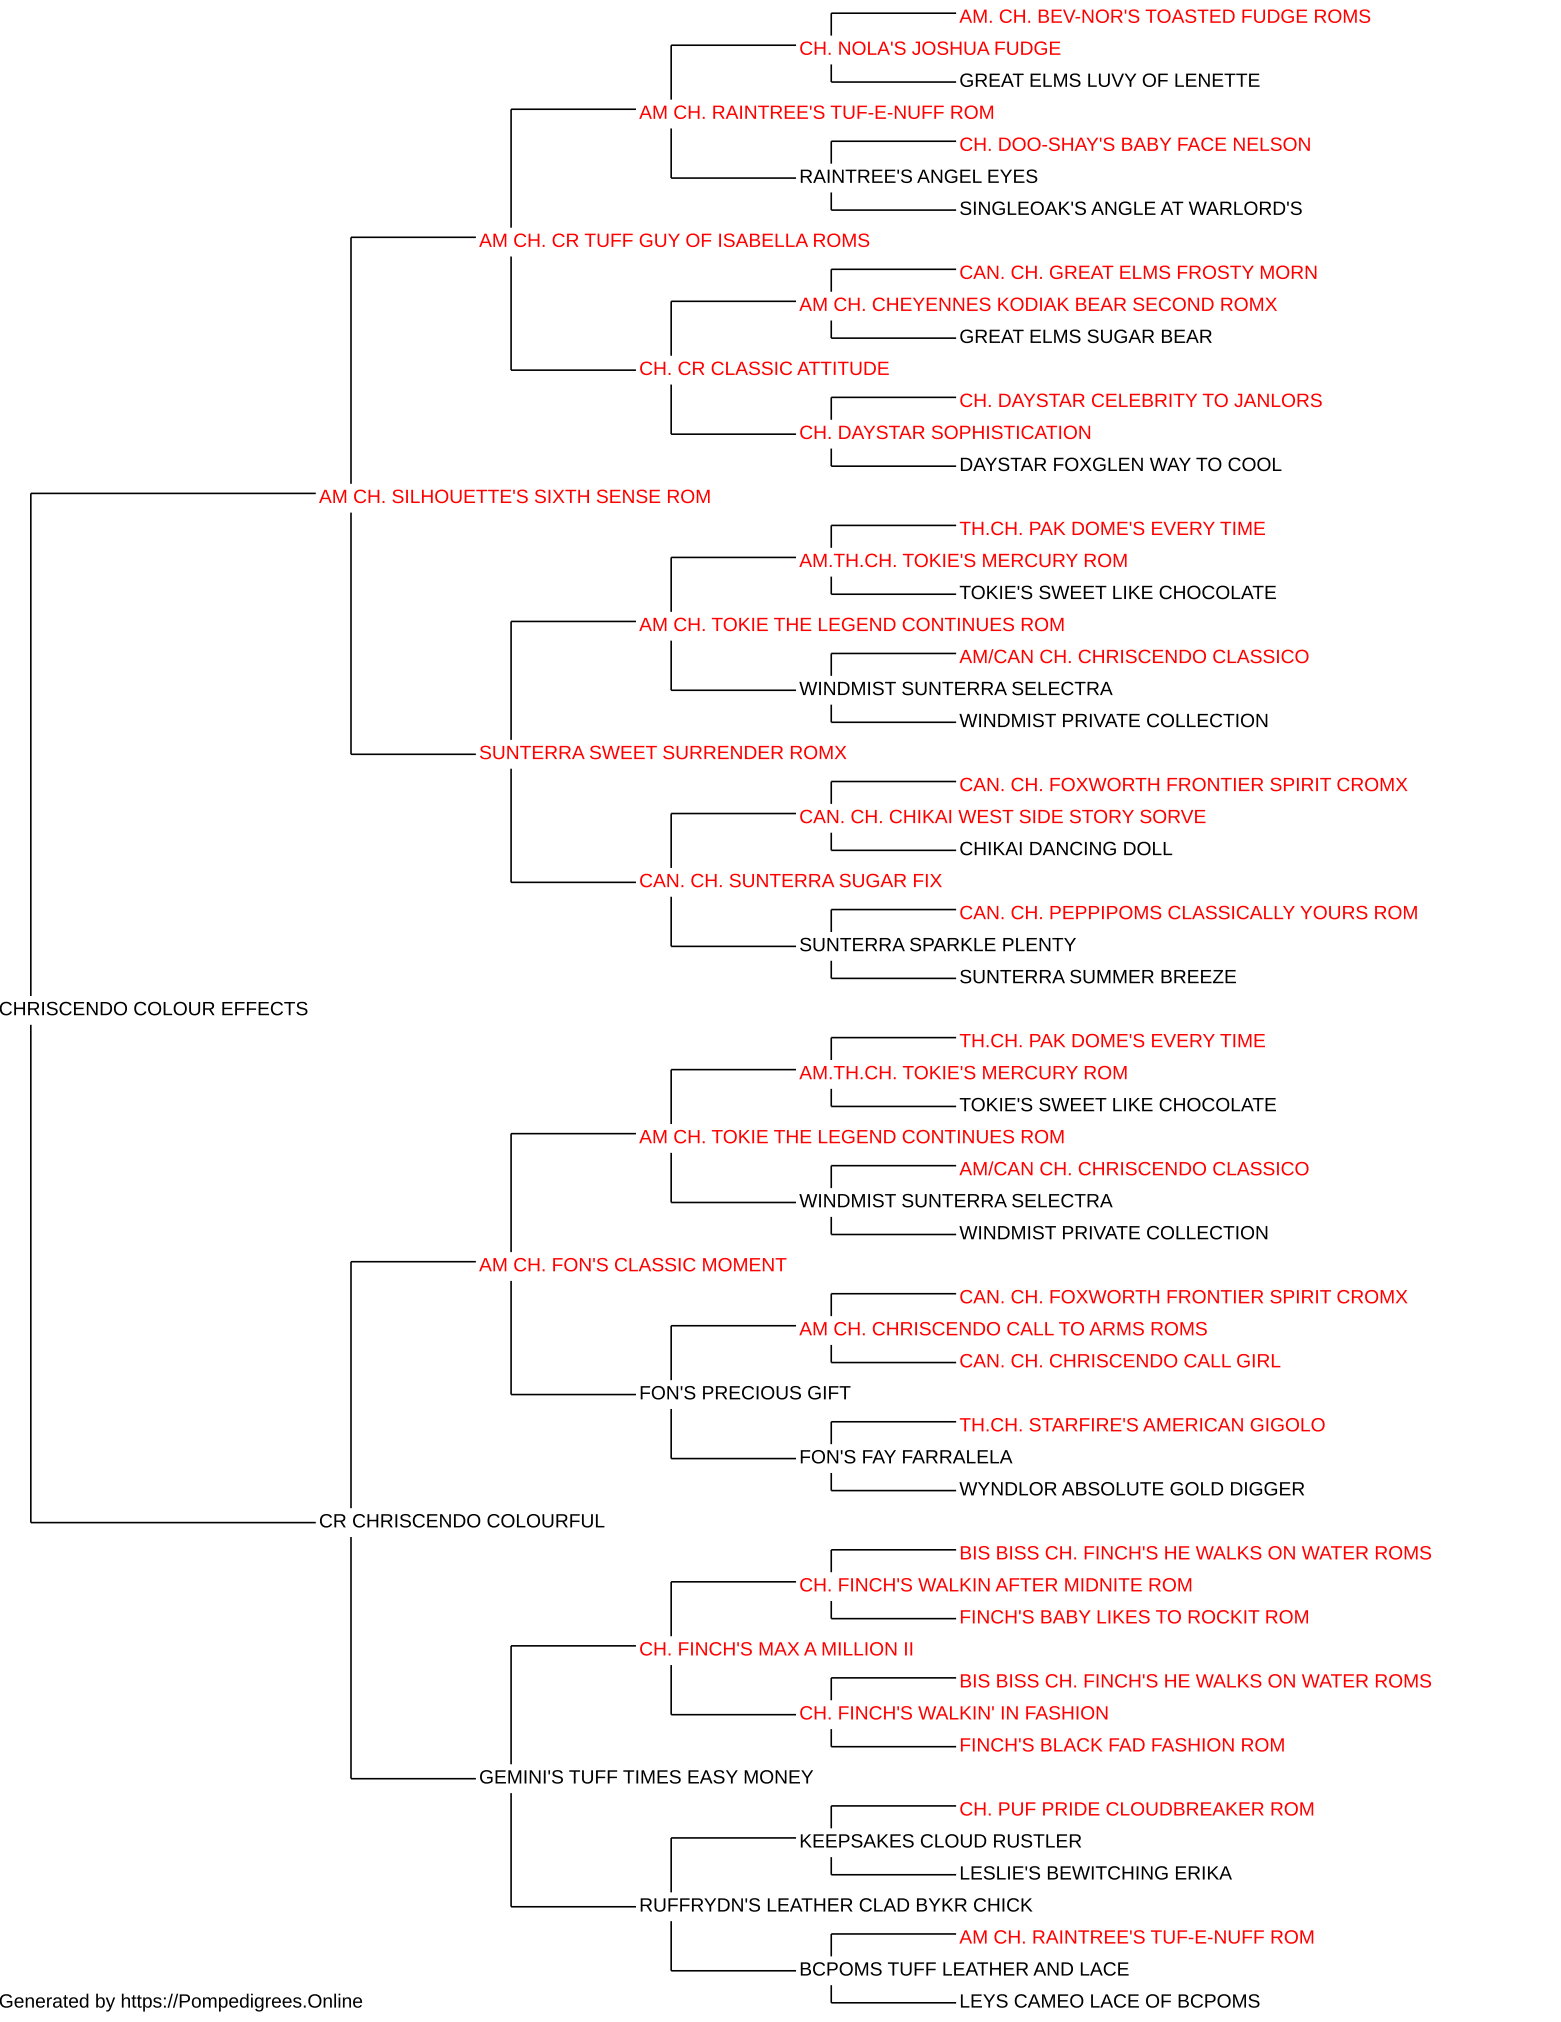 AM. CH. BEV-NOR'S TOASTED FUDGE ROMS
CH. NOLA'S JOSHUA FUDGE
GREAT ELMS LUVY OF LENETTE
AM CH. RAINTREE'S TUF-E-NUFF ROM
CH. DOO-SHAY'S BABY FACE NELSON
RAINTREE'S ANGEL EYES
SINGLEOAK'S ANGLE AT WARLORD'S
AM CH. CR TUFF GUY OF ISABELLA ROMS
CAN. CH. GREAT ELMS FROSTY MORN
AM CH. CHEYENNES KODIAK BEAR SECOND ROMX
GREAT ELMS SUGAR BEAR
CH. CR CLASSIC ATTITUDE
CH. DAYSTAR CELEBRITY TO JANLORS
CH. DAYSTAR SOPHISTICATION
DAYSTAR FOXGLEN WAY TO COOL
AM CH. SILHOUETTE'S SIXTH SENSE ROM
TH.CH. PAK DOME'S EVERY TIME
AM.TH.CH. TOKIE'S MERCURY ROM
TOKIE'S SWEET LIKE CHOCOLATE
AM CH. TOKIE THE LEGEND CONTINUES ROM
AM/CAN CH. CHRISCENDO CLASSICO
WINDMIST SUNTERRA SELECTRA
WINDMIST PRIVATE COLLECTION
SUNTERRA SWEET SURRENDER ROMX
CAN. CH. FOXWORTH FRONTIER SPIRIT CROMX
CAN. CH. CHIKAI WEST SIDE STORY SORVE
CHIKAI DANCING DOLL
CAN. CH. SUNTERRA SUGAR FIX
CAN. CH. PEPPIPOMS CLASSICALLY YOURS ROM
SUNTERRA SPARKLE PLENTY
SUNTERRA SUMMER BREEZE
CHRISCENDO COLOUR EFFECTS
TH.CH. PAK DOME'S EVERY TIME
AM.TH.CH. TOKIE'S MERCURY ROM
TOKIE'S SWEET LIKE CHOCOLATE
AM CH. TOKIE THE LEGEND CONTINUES ROM
AM/CAN CH. CHRISCENDO CLASSICO
WINDMIST SUNTERRA SELECTRA
WINDMIST PRIVATE COLLECTION
AM CH. FON'S CLASSIC MOMENT
CAN. CH. FOXWORTH FRONTIER SPIRIT CROMX
AM CH. CHRISCENDO CALL TO ARMS ROMS
CAN. CH. CHRISCENDO CALL GIRL
FON'S PRECIOUS GIFT
TH.CH. STARFIRE'S AMERICAN GIGOLO
FON'S FAY FARRALELA
WYNDLOR ABSOLUTE GOLD DIGGER
CR CHRISCENDO COLOURFUL
BIS BISS CH. FINCH'S HE WALKS ON WATER ROMS
CH. FINCH'S WALKIN AFTER MIDNITE ROM
FINCH'S BABY LIKES TO ROCKIT ROM
CH. FINCH'S MAX A MILLION II
BIS BISS CH. FINCH'S HE WALKS ON WATER ROMS
CH. FINCH'S WALKIN' IN FASHION
FINCH'S BLACK FAD FASHION ROM
GEMINI'S TUFF TIMES EASY MONEY
CH. PUF PRIDE CLOUDBREAKER ROM
KEEPSAKES CLOUD RUSTLER
LESLIE'S BEWITCHING ERIKA
RUFFRYDN'S LEATHER CLAD BYKR CHICK
AM CH. RAINTREE'S TUF-E-NUFF ROM
BCPOMS TUFF LEATHER AND LACE
LEYS CAMEO LACE OF BCPOMS
Generated by https://Pompedigrees.Online